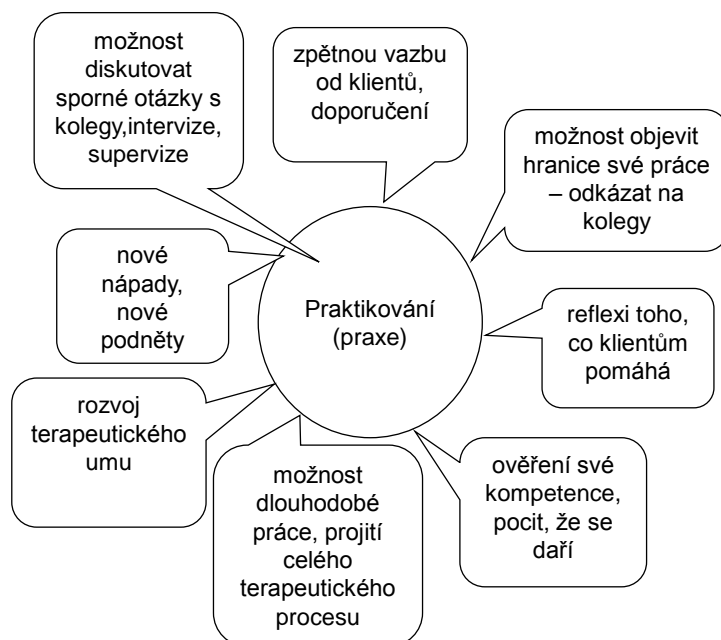 možnost
diskutovat
sporné otázky s
kolegy,intervize,
supervize
zpětnou vazbu
od klientů,
doporučení
možnost objevit
hranice své práce
– odkázat na
kolegy
nové
nápady,
nové
podněty
Praktikování
(praxe)
reflexi toho,
co klientům
pomáhá
rozvoj
terapeutického
umu
možnost
dlouhodobé
práce, projití
celého
terapeutického
procesu
ověření své
kompetence,
pocit, že se
daří